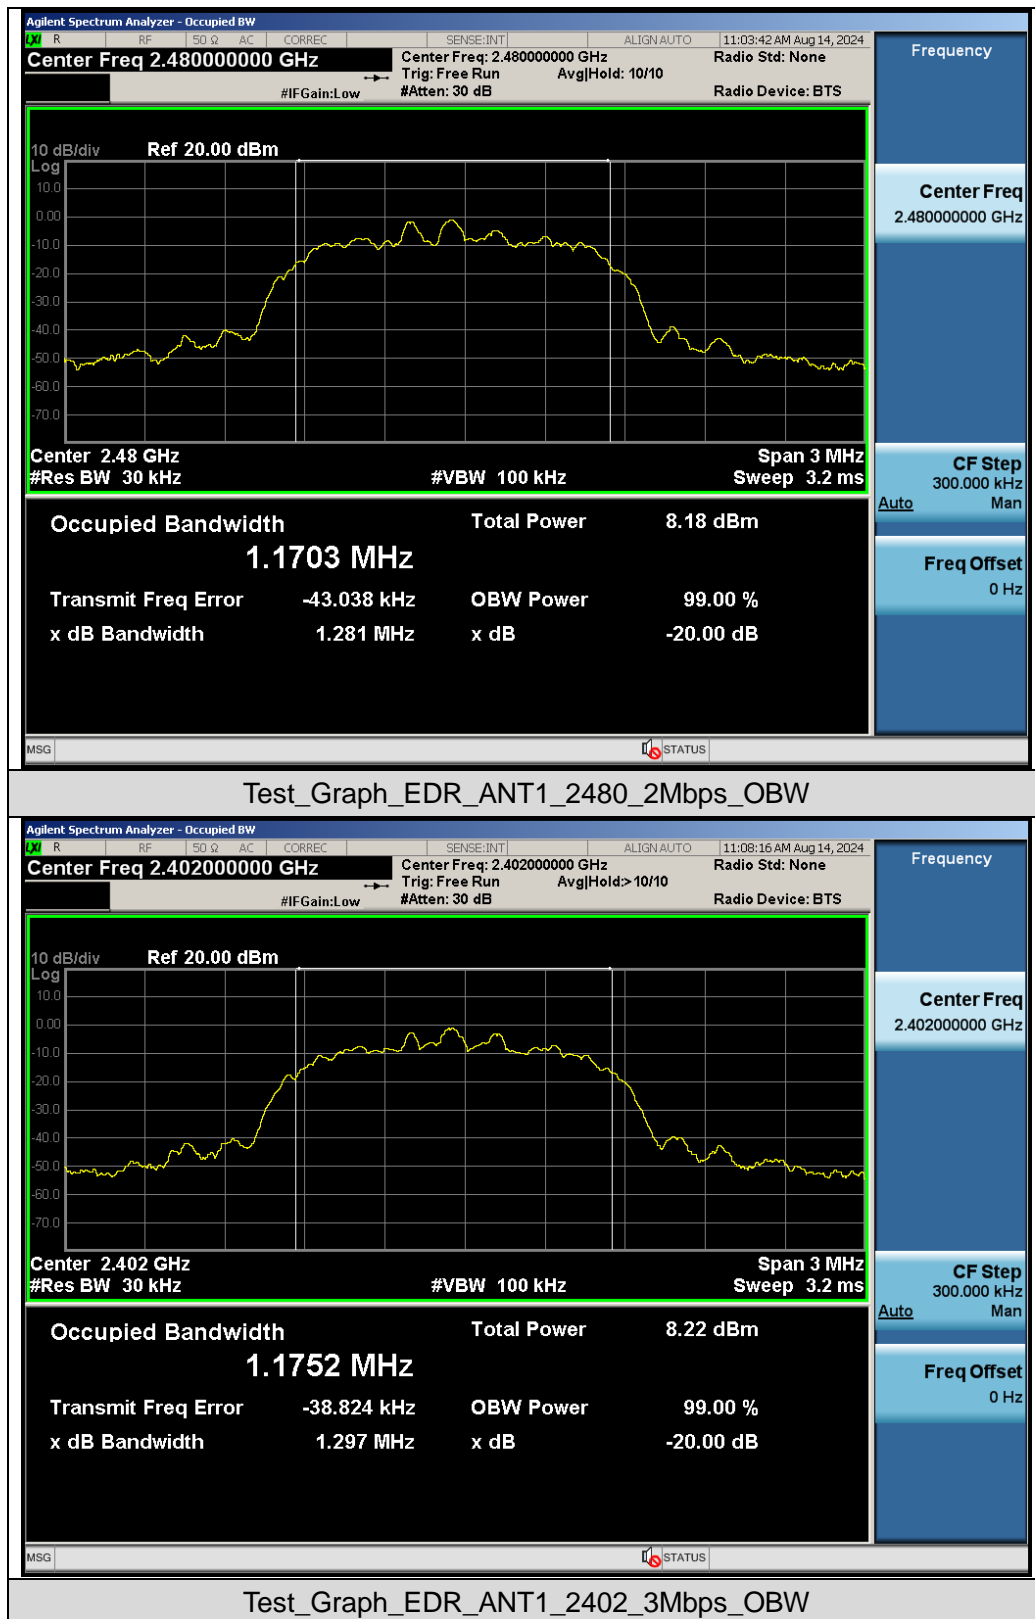 Agilent Spectrum Analyzer - Occupied BW
LXI R RF 50 Ω AC CORREC SENSE:INT ALIGN AUTO 11:03:42 AM Aug 14, 2024
Center Freq 2.480000000 GHz
Center Freq: 2.480000000 GHz
Radio Std: None
Trig: Free Run Avg|Hold: 10/10
#IFGain:Low #Atten: 30 dB Radio Device: BTS
Frequency
10 dB/div Ref 20.00 dBm
Log
10.0
0.00
-10.0
-20.0
-30.0
-40.0
-50.0
-60.0
-70.0
Center Freq
2.480000000 GHz
Center 2.48 GHz Span 3 MHz
#Res BW 30 kHz #VBW 100 kHz Sweep 3.2 ms
CF Step
300.000 kHz
Auto Man
Occupied Bandwidth Total Power 8.18 dBm
1.1703 MHz
Transmit Freq Error -43.038 kHz OBW Power 99.00 %
x dB Bandwidth 1.281 MHz x dB -20.00 dB
Freq Offset
0 Hz
MSG STATUS
Test_Graph_EDR_ANT1_2480_2Mbps_OBW
Agilent Spectrum Analyzer - Occupied BW
LXI R RF 50 Ω AC CORREC SENSE:INT ALIGN AUTO 11:08:16 AM Aug 14, 2024
Center Freq 2.402000000 GHz
Center Freq: 2.402000000 GHz
Radio Std: None
Trig: Free Run Avg|Hold:> 10/10
#IFGain:Low #Atten: 30 dB Radio Device: BTS
Frequency
10 dB/div Ref 20.00 dBm
Log
10.0
0.00
-10.0
-20.0
-30.0
-40.0
-50.0
-60.0
-70.0
Center Freq
2.402000000 GHz
Center 2.402 GHz Span 3 MHz
#Res BW 30 kHz #VBW 100 kHz Sweep 3.2 ms
CF Step
300.000 kHz
Auto Man
Occupied Bandwidth Total Power 8.22 dBm
1.1752 MHz
Transmit Freq Error -38.824 kHz OBW Power 99.00 %
x dB Bandwidth 1.297 MHz x dB -20.00 dB
Freq Offset
0 Hz
MSG STATUS
Test_Graph_EDR_ANT1_2402_3Mbps_OBW